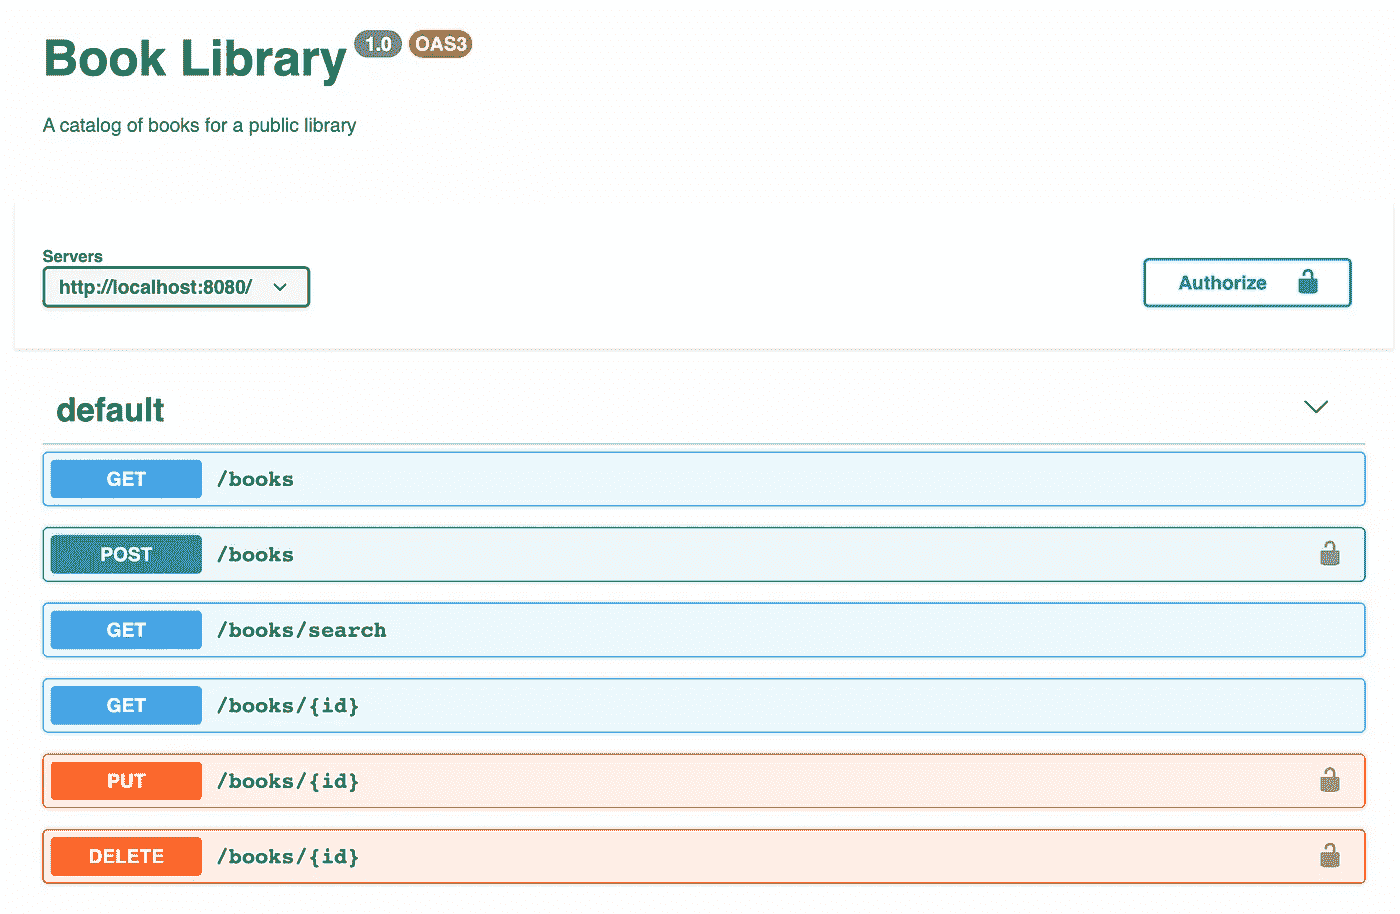 Book Library 1.0 OAS3
A catalog of books for a public library
Servers
http://localhost:8080/
Authorize
default
GET /books
POST /books
GET /books/search
GET /books/{id}
PUT /books/{id}
DELETE /books/{id}